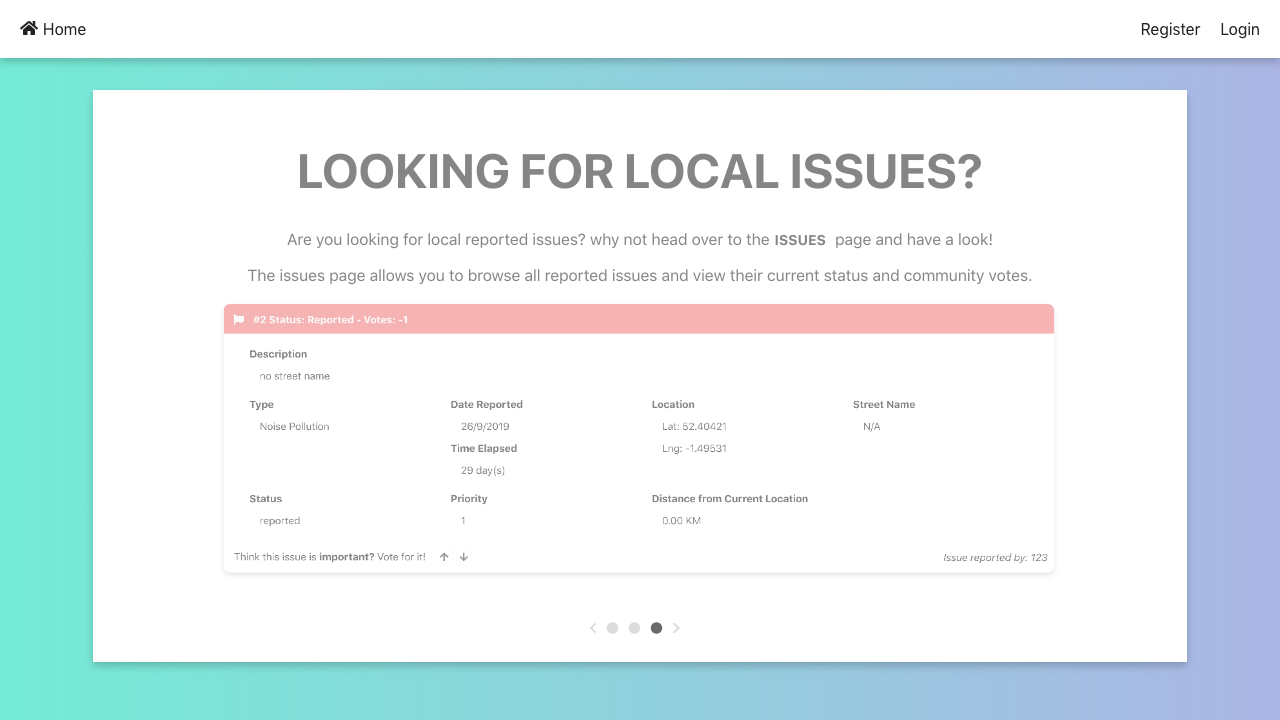 Home Register Login
LOOKING FOR LOCAL ISSUES?
Are you looking for local reported issues? why not head over to the ISSUES page and have a look!
The issues page allows you to browse all reported issues and view their current status and community votes.
#2 Status: Reported - Votes: -1
Description
no street name
Type Date Reported Location Street Name
Noise Pollution 26/9/2019 Lat: 52.40421 N/A
Time Elapsed Lng: -1.49531
29 day(s)
Status Priority Distance from Current Location
reported 1 0.00 KM
Think this issue is important? Vote for it! Issue reported by: 123